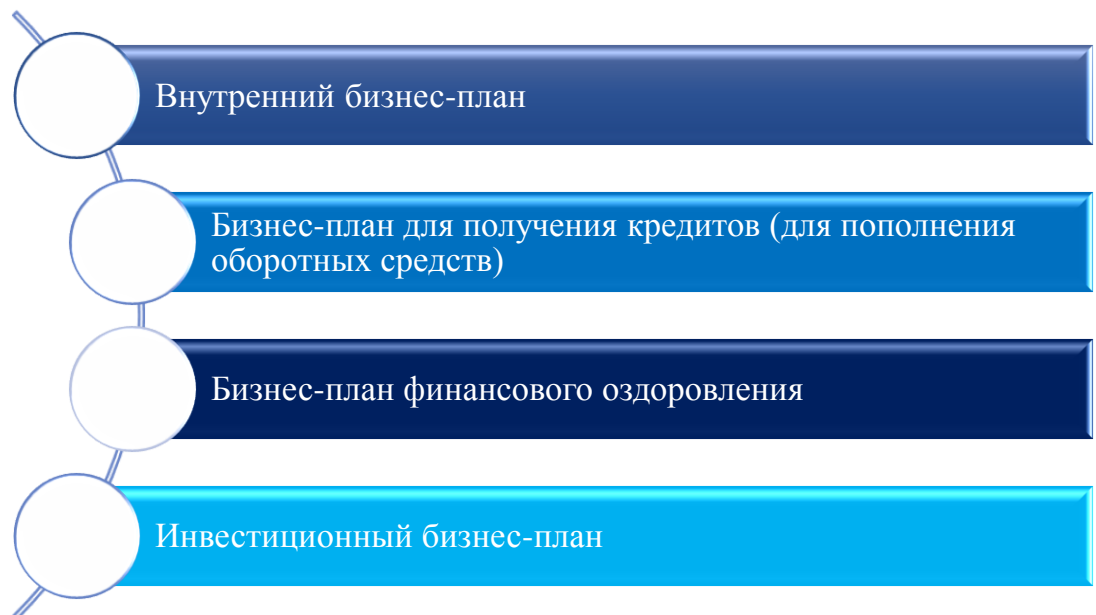 Внутренний бизнес-план
Бизнес-план для получения кредитов (для пополнения
оборотных средств)
Бизнес-план финансового оздоровления
Инвестиционный бизнес-план